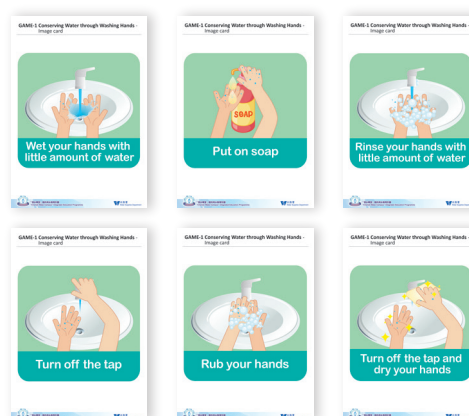 GAME-1 Conserving Water through Washing Hands -
Image card
Wet your hands with
little amount of water
GAME-1 Conserving Water through Washing Hands -
Image card
SOAP
Put on soap
GAME-1 Conserving Water through Washing Hands -
Image card
Rinse your hands with
little amount of water
GAME-1 Conserving Water through Washing Hands -
Image card
Turn off the tap
GAME-1 Conserving Water through Washing Hands -
Image card
Rub your hands
GAME-1 Conserving Water through Washing Hands -
Image card
Turn off the tap and
dry your hands